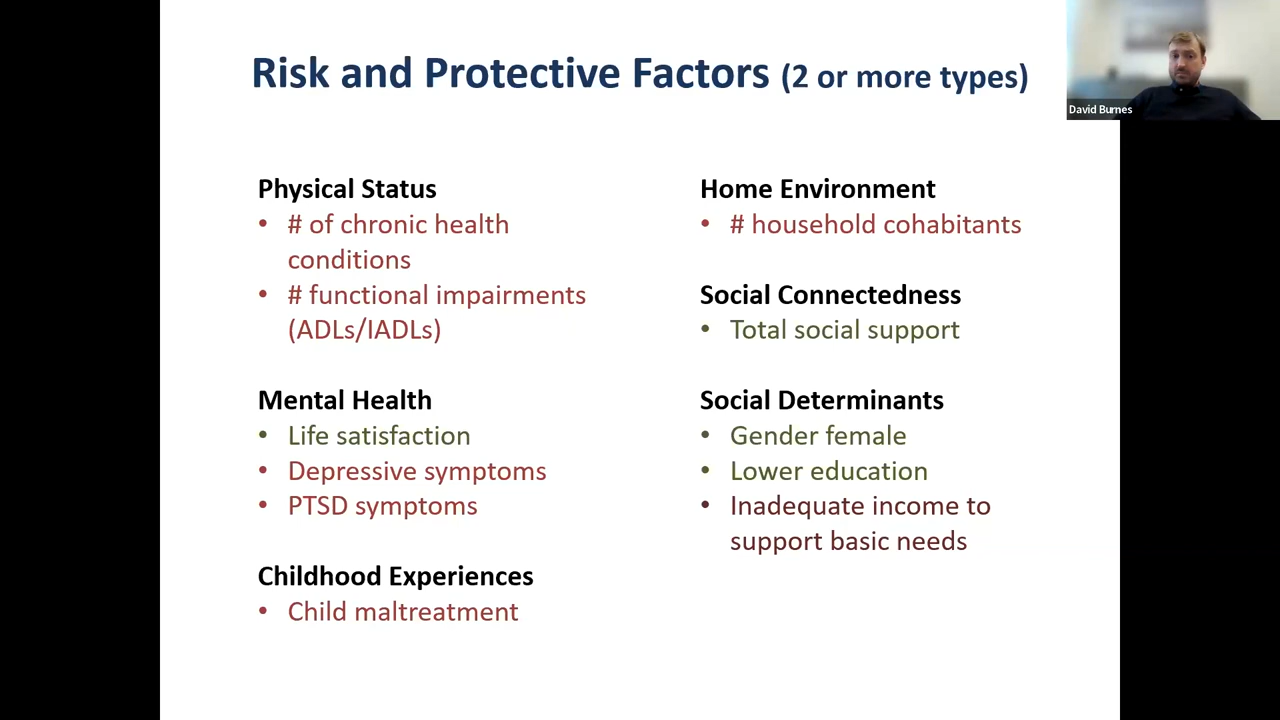 Risk and Protective Factors (2 or more types)
David Burnes
Physical Status
• # of chronic health
conditions
• # functional impairments
(ADLs/IADLs)
Mental Health
• Life satisfaction
• Depressive symptoms
• PTSD symptoms
Childhood Experiences
• Child maltreatment
Home Environment
• # household cohabitants
Social Connectedness
• Total social support
Social Determinants
• Gender female
• Lower education
• Inadequate income to
support basic needs